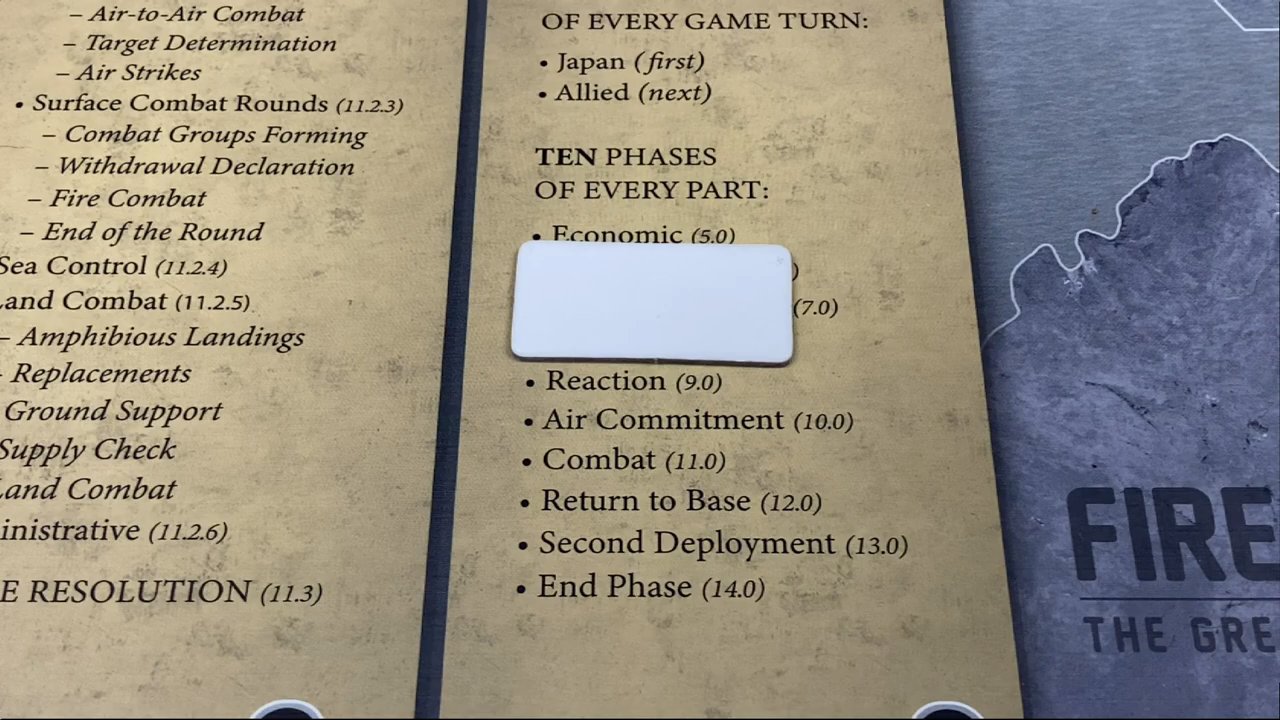 – Air-to-Air Combat
– Target Determination
– Air Strikes
• Surface Combat Rounds (11.2.3)
– Combat Groups Forming
– Withdrawal Declaration
– Fire Combat
– End of the Round
Sea Control (11.2.4)
Land Combat (11.2.5)
– Amphibious Landings
- Replacements
Ground Support
Supply Check
Land Combat
inistrative (11.2.6)
E RESOLUTION (11.3)
OF EVERY GAME TURN:
• Japan (first)
• Allied (next)
TEN PHASES
OF EVERY PART:
• Economic (5.0)
)
(7.0)
• Reaction (9.0)
• Air Commitment (10.0)
• Combat (11.0)
• Return to Base (12.0)
• Second Deployment (13.0)
• End Phase (14.0)
FIRE
THE GRE